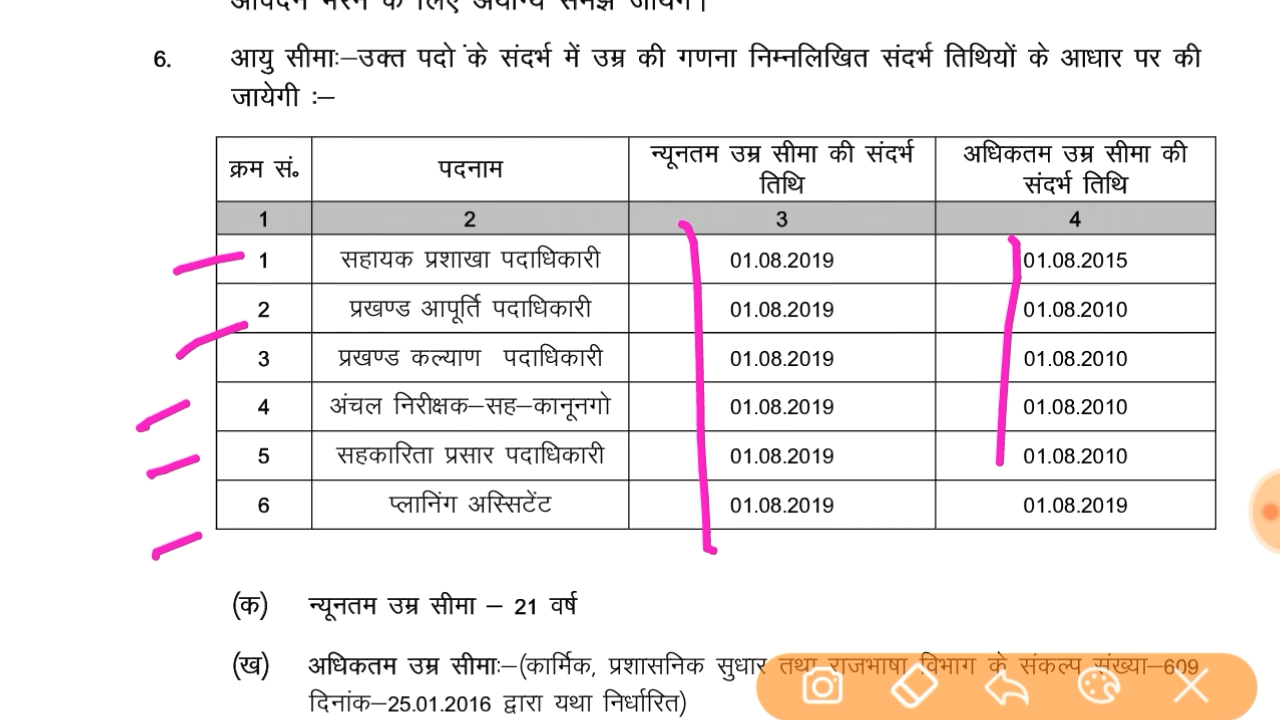 6. आयु सीमाः–उक्त पदो के संदर्भ में उम्र की गणना निम्नलिखित संदर्भ तिथियों के आधार पर की
जायेगी :–
क्रम सं. पदनाम न्यूनतम उम्र सीमा की संदर्भ तिथि अधिकतम उम्र सीमा की संदर्भ तिथि
1 2 3 4
1 सहायक प्रशाखा पदाधिकारी 01.08.2019 01.08.2015
2 प्रखण्ड आपूर्ति पदाधिकारी 01.08.2019 01.08.2010
3 प्रखण्ड कल्याण पदाधिकारी 01.08.2019 01.08.2010
4 अंचल निरीक्षक–सह–कानूनगो 01.08.2019 01.08.2010
5 सहकारिता प्रसार पदाधिकारी 01.08.2019 01.08.2010
6 प्लानिंग अस्सिटेंट 01.08.2019 01.08.2019
(क) न्यूनतम उम्र सीमा – 21 वर्ष
(ख) अधिकतम उम्र सीमाः–(कार्मिक, प्रशासनिक सुधार तथा राजभाषा विभाग के संकल्प संख्या–609
दिनांक–25.01.2016 द्वारा यथा निर्धारित)